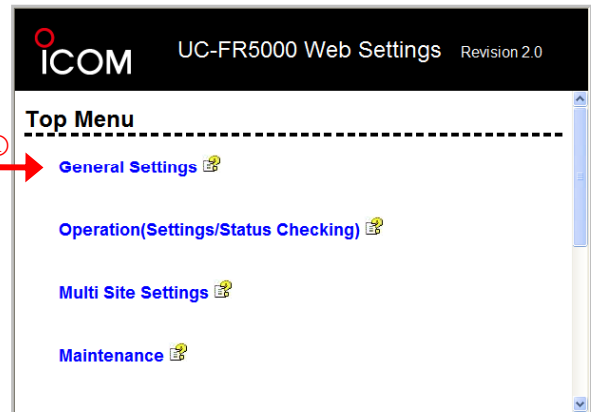 ICOM
UC-FR5000 Web Settings Revision 2.0
Top Menu
General Settings
Operation(Settings/Status Checking)
Multi Site Settings
Maintenance